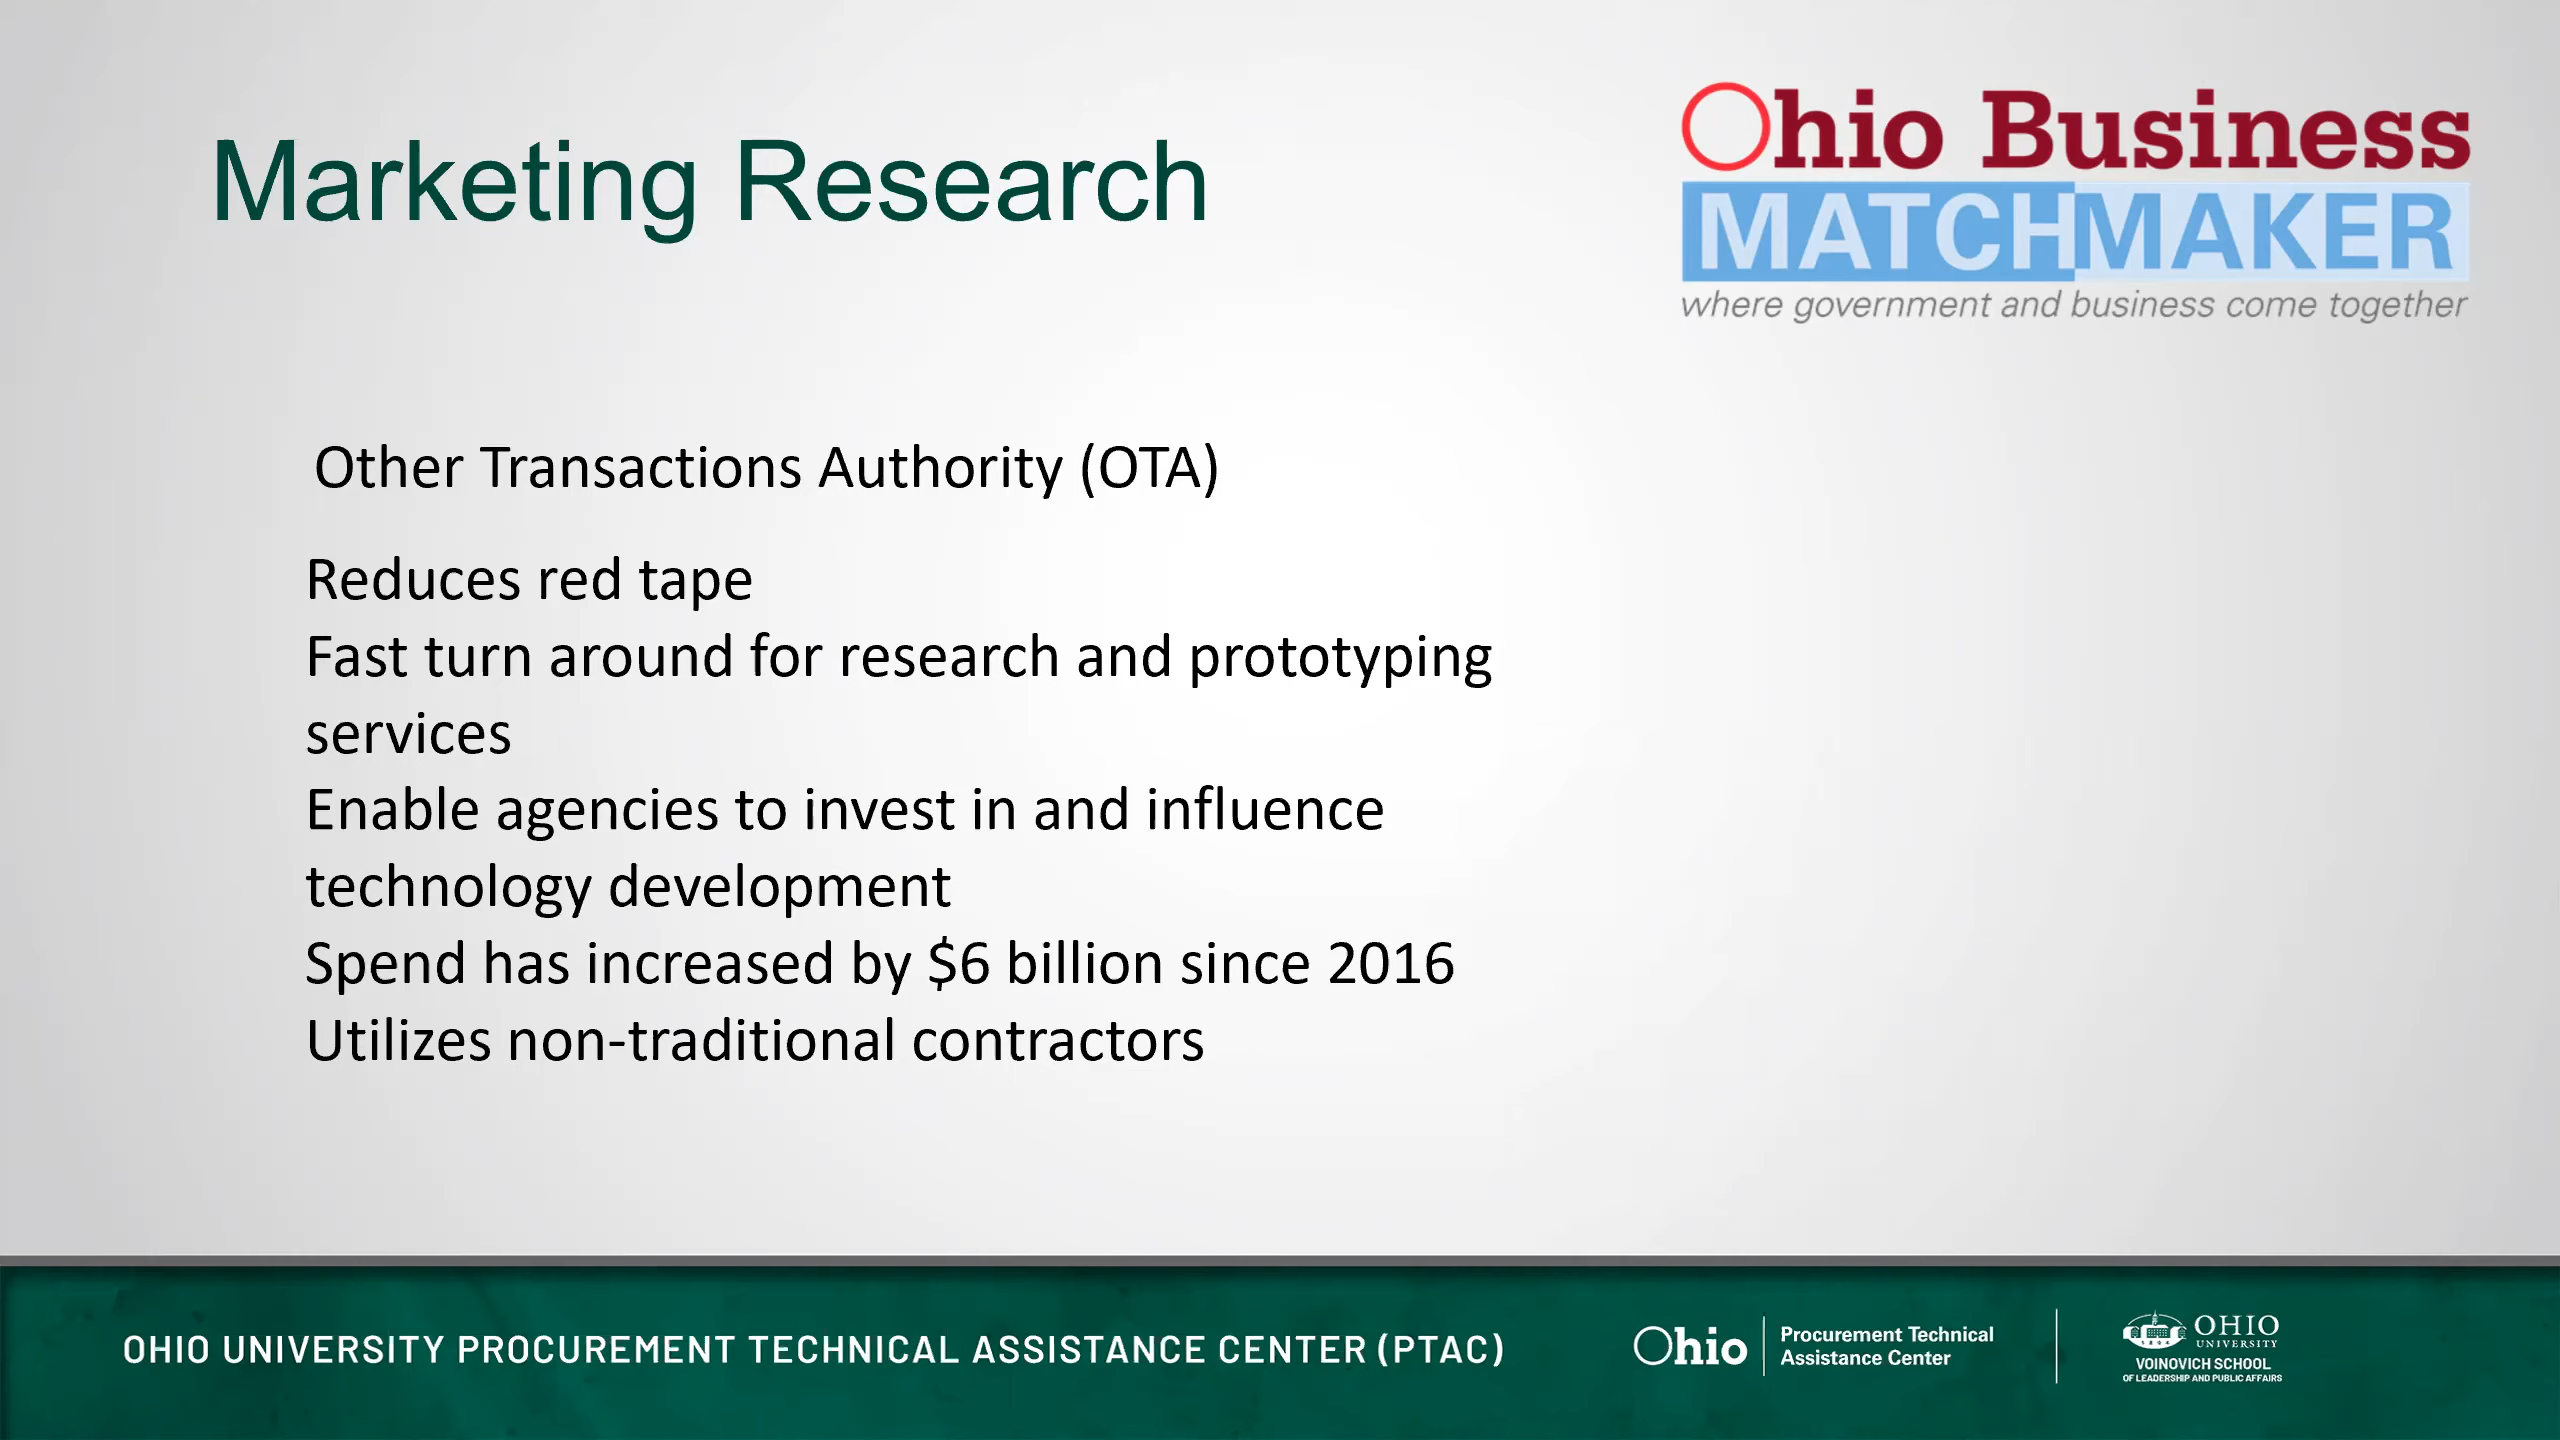 Marketing Research
Ohio Business
MATCHMAKER
where government and business come together
Other Transactions Authority (OTA)
Reduces red tape
Fast turn around for research and prototyping
services
Enable agencies to invest in and influence
technology development
Spend has increased by $6 billion since 2016
Utilizes non-traditional contractors
OHIO UNIVERSITY PROCUREMENT TECHNICAL ASSISTANCE CENTER (PTAC)
Ohio
Procurement Technical
Assistance Center
OHIO
UNIVERSITY
VOINOVICH SCHOOL
OF LEADERSHIP AND PUBLIC AFFAIRS